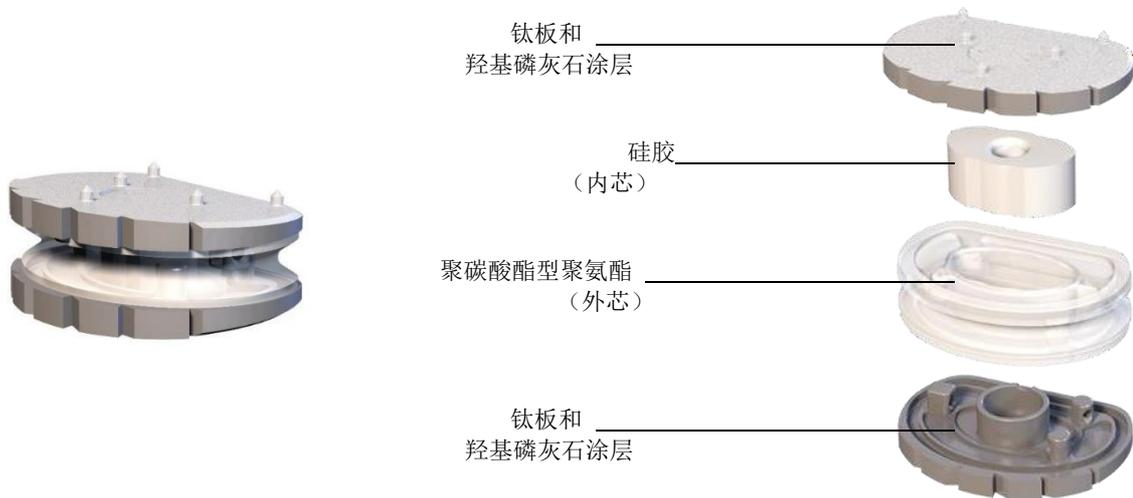 钛板和
羟基磷灰石涂层
硅胶
（内芯）
聚碳酸酯型聚氨酯
（外芯）
钛板和
羟基磷灰石涂层